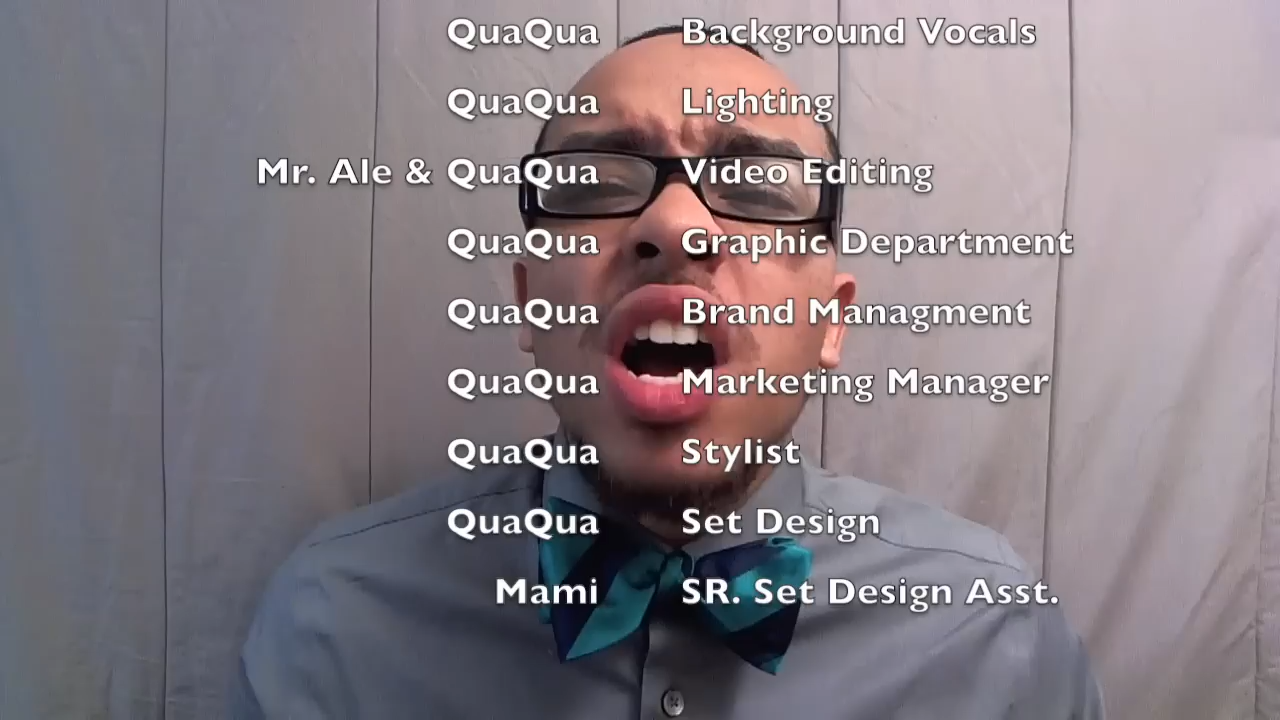 QuaQua Background Vocals
QuaQua Lighting
Mr. Ale & QuaQua Video Editing
QuaQua Graphic Department
QuaQua Brand Managment
QuaQua Marketing Manager
QuaQua Stylist
QuaQua Set Design
Mami SR. Set Design Asst.